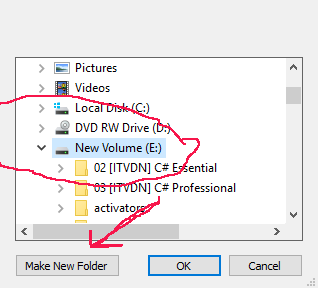 Pictures
Videos
Local Disk (C:)
DVD RW Drive (D:)
New Volume (E:)
02 [ITVDN] C# Essential
03 [ITVDN] C# Professional
activators
Make New Folder
OK
Cancel